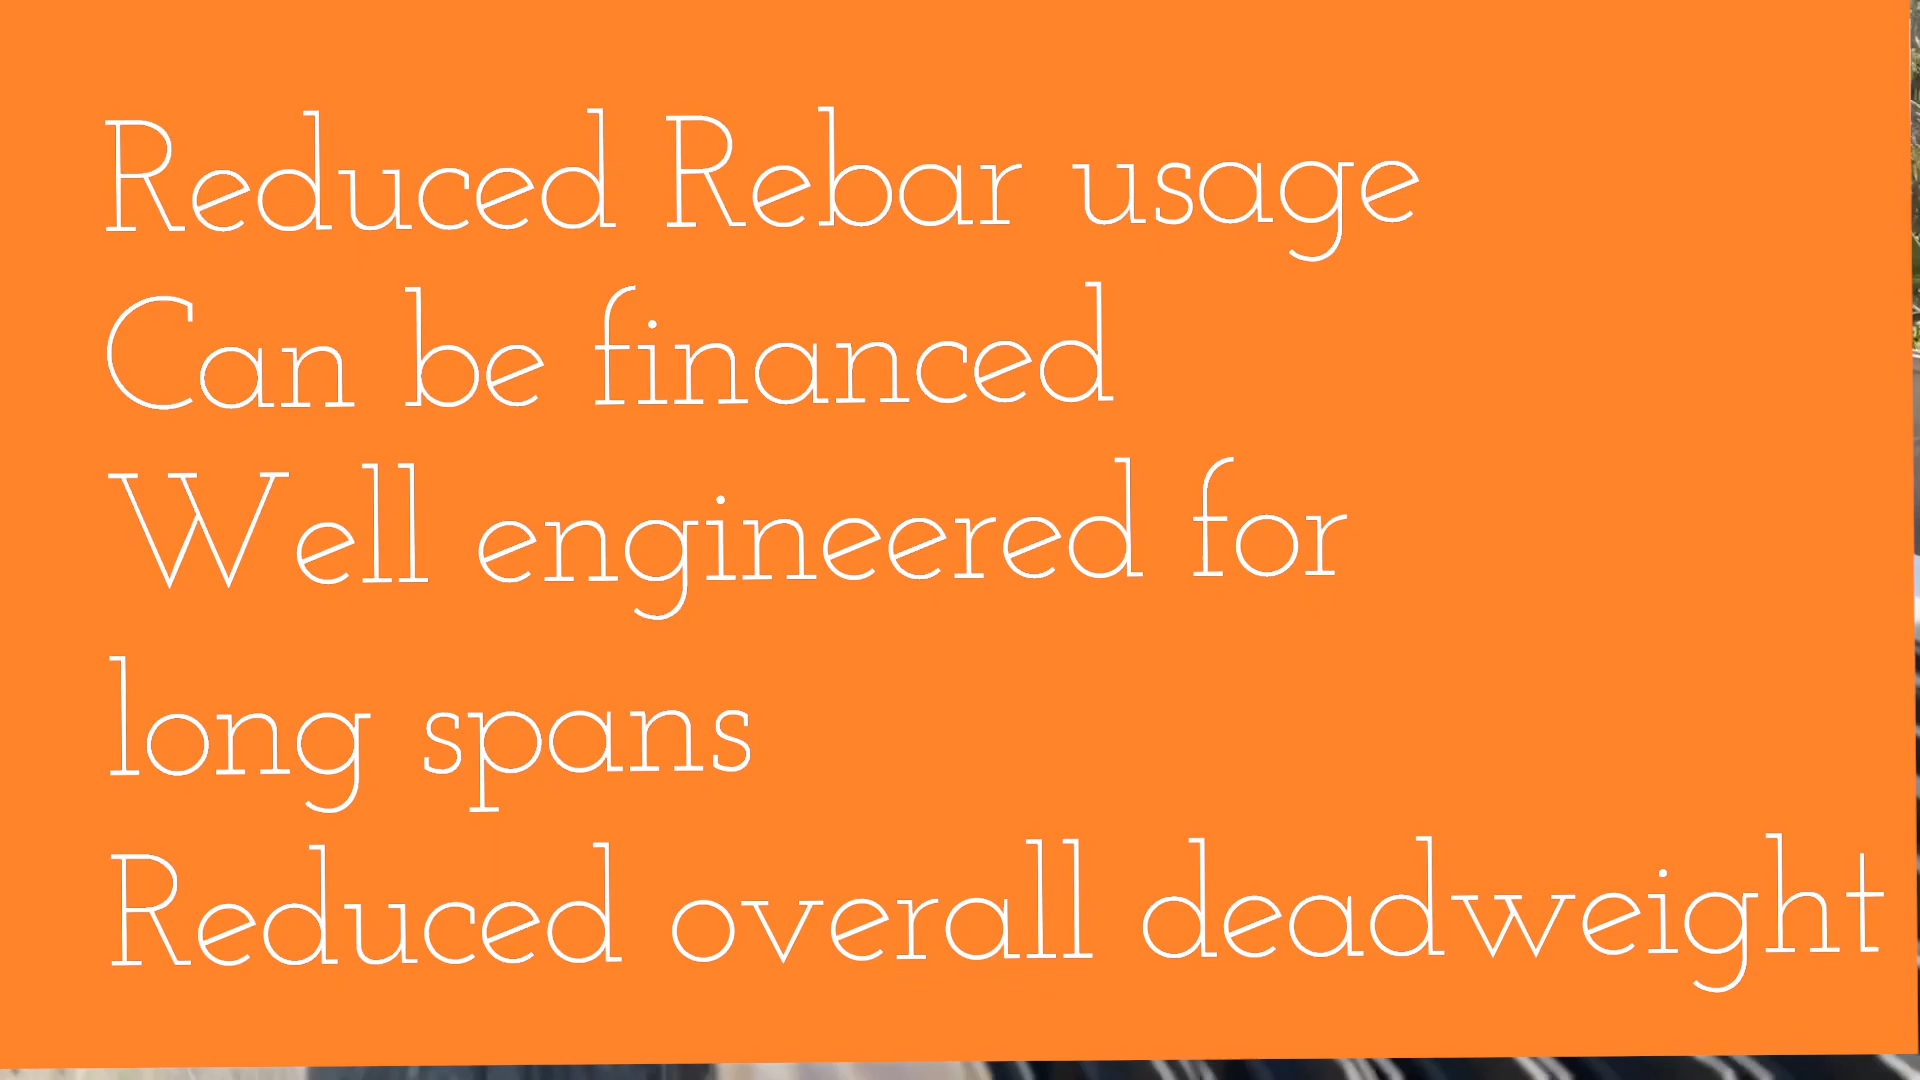 Reduced Rebar usage
Can be financed
Well engineered for
long spans
Reduced overall deadweight